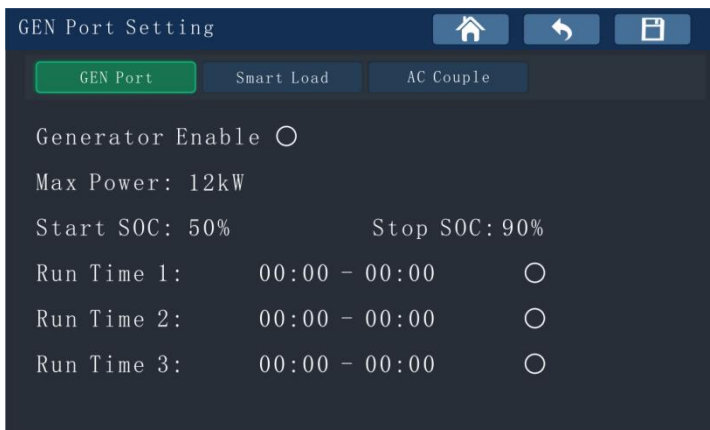 GEN Port Setting
GEN Port Smart Load AC Couple
Generator Enable
Max Power: 12kW
Start SOC: 50% Stop SOC: 90%
Run Time 1: 00:00 - 00:00
Run Time 2: 00:00 - 00:00
Run Time 3: 00:00 - 00:00